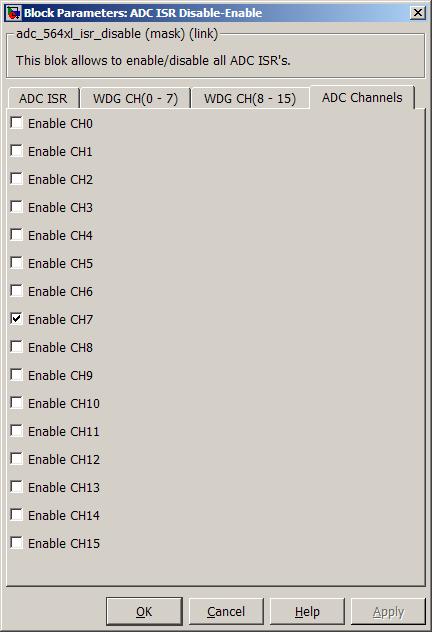 Block Parameters: ADC ISR Disable-Enable
adc_564xl_isr_disable (mask) (link)
This blok allows to enable/disable all ADC ISR's.
ADC ISR WDG CH(0 - 7) WDG CH(8 - 15) ADC Channels
Enable CH0
Enable CH1
Enable CH2
Enable CH3
Enable CH4
Enable CH5
Enable CH6
Enable CH7
Enable CH8
Enable CH9
Enable CH10
Enable CH11
Enable CH12
Enable CH13
Enable CH14
Enable CH15
OK Cancel Help Apply